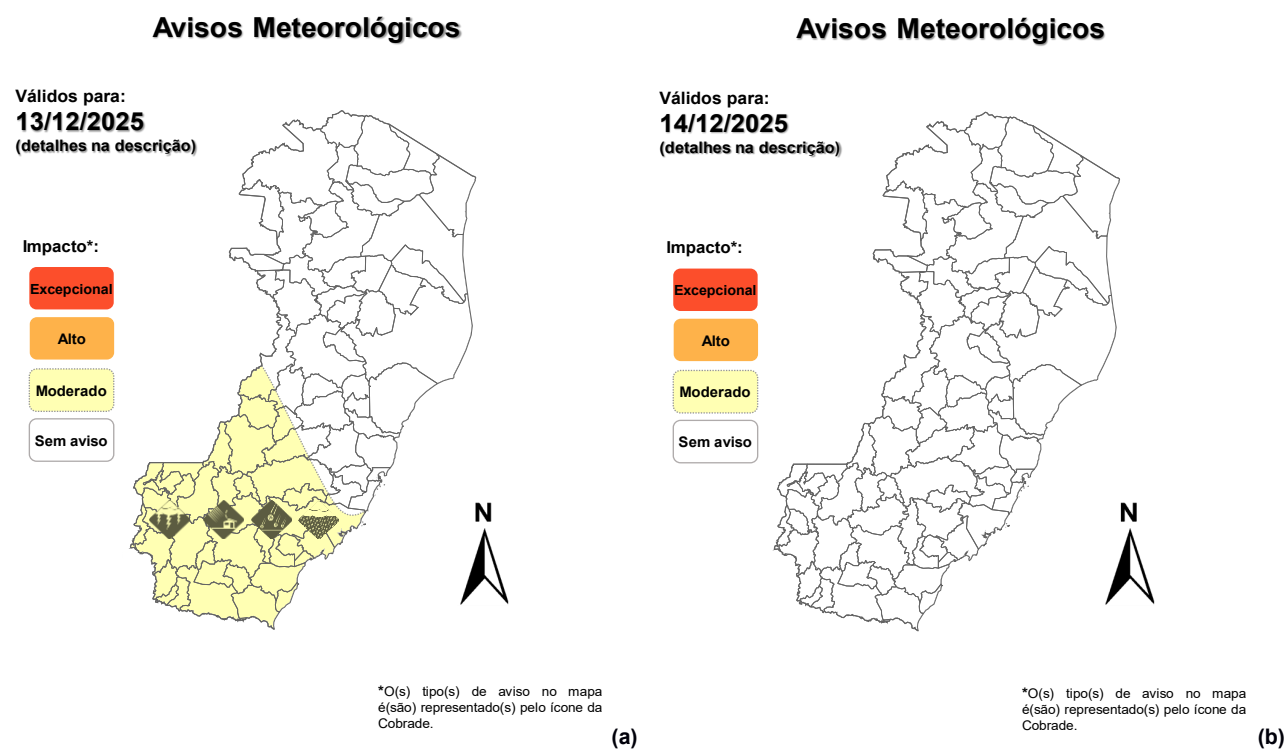 Avisos Meteorológicos
Válidos para:
13/12/2025
(detalhes na descrição)
Impacto*:
Excepcional
Alto
Moderado
Sem aviso
N
*O(s) tipo(s) de aviso no mapa
é(são) representado(s) pelo ícone da
Cobrade.
(a)
Avisos Meteorológicos
Válidos para:
14/12/2025
(detalhes na descrição)
Impacto*:
Excepcional
Alto
Moderado
Sem aviso
N
*O(s) tipo(s) de aviso no mapa
é(são) representado(s) pelo ícone da
Cobrade.
(b)